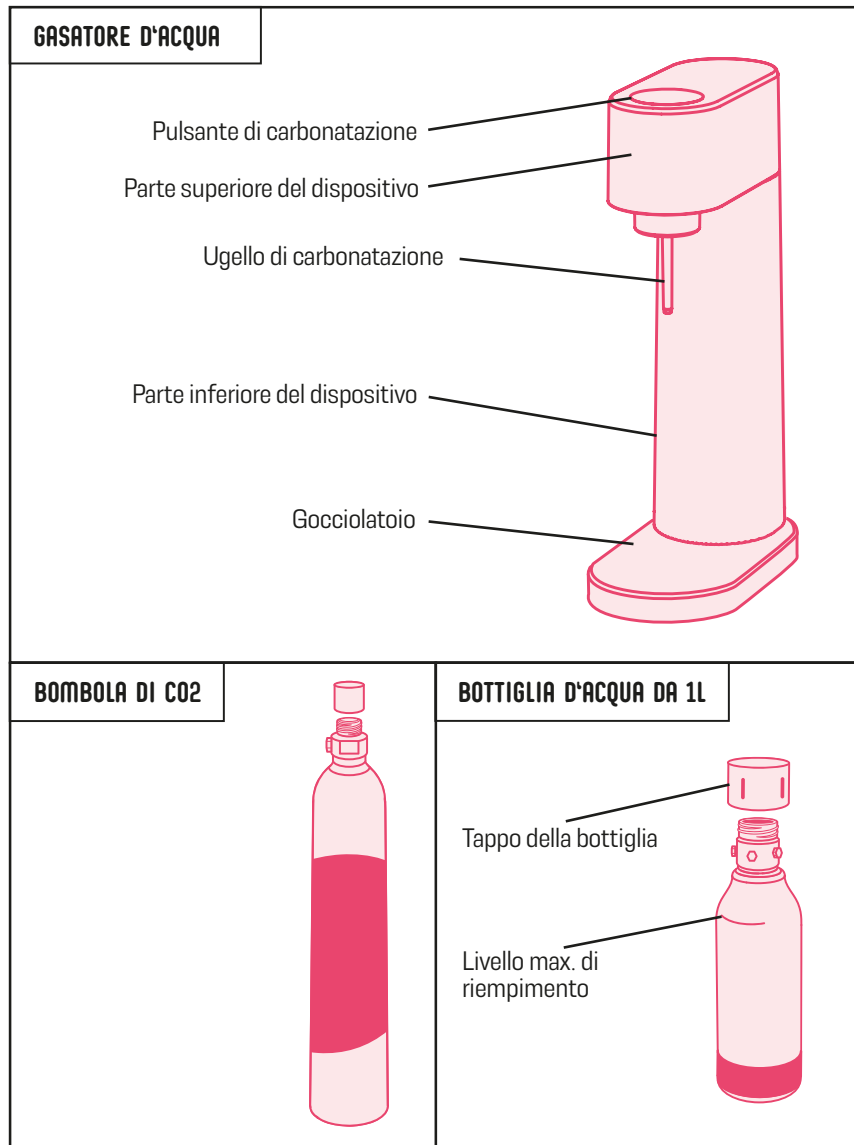 GASATORE D'ACQUA
Pulsante di carbonatazione
Parte superiore del dispositivo
Ugello di carbonatazione
Parte inferiore del dispositivo
Gocciolatoio
BOMBOLA DI CO2
BOTTIGLIA D'ACQUA DA 1L
Tappo della bottiglia
Livello max. di
riempimento